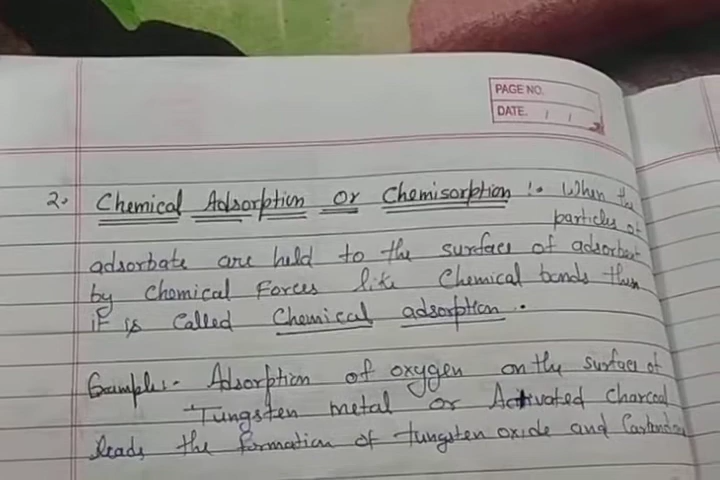 PAGE NO.
DATE. / /
2. Chemical Adsorption or Chemisorption :- When the
particles of
adsorbate are held to the surface of adsorbent
by Chemical Forces like Chemical bonds then
it is Called Chemical adsorption.
Example:- Adsorption of oxygen on the surface of
Tungsten metal or Activated Charcoal
leads the formation of tungsten oxide and